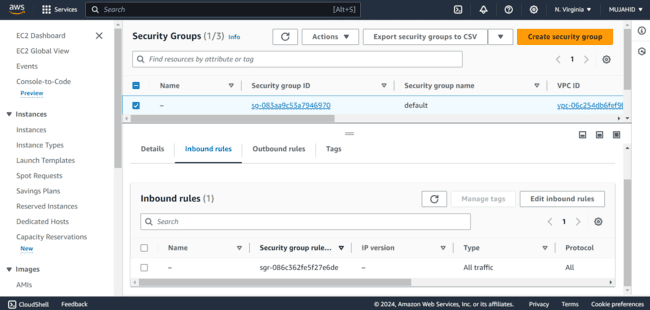 aws
Services
Search
[Alt+S]
N. Virginia
MUJAHID
EC2 Dashboard
EC2 Global View
Events
Console-to-Code
Preview
Instances
Instances
Instance Types
Launch Templates
Spot Requests
Savings Plans
Reserved Instances
Dedicated Hosts
Capacity Reservations
New
Images
AMIs
Security Groups (1/3) Info
Actions
Export security groups to CSV
Create security group
Find resources by attribute or tag
1
Name Security group ID Security group name VPC ID
– sg-083aa9c53a7946970 default vpc-06c254db6fef9b
Details Inbound rules Outbound rules Tags
Inbound rules (1)
Manage tags Edit inbound rules
Search
1
Name Security group rule... IP version Type Protocol
– sgr-086c362fe5f27e6de – All traffic All
CloudShell Feedback © 2024, Amazon Web Services, Inc. or its affiliates. Privacy Terms Cookie preferences